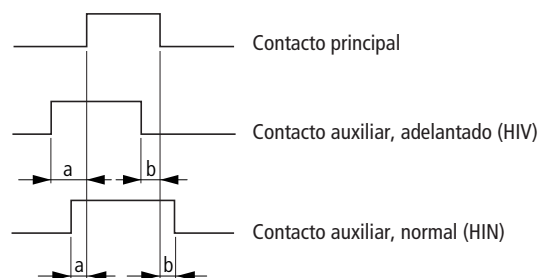 Contacto principal
Contacto auxiliar, adelantado (HIV)
a b
Contacto auxiliar, normal (HIN)
a b